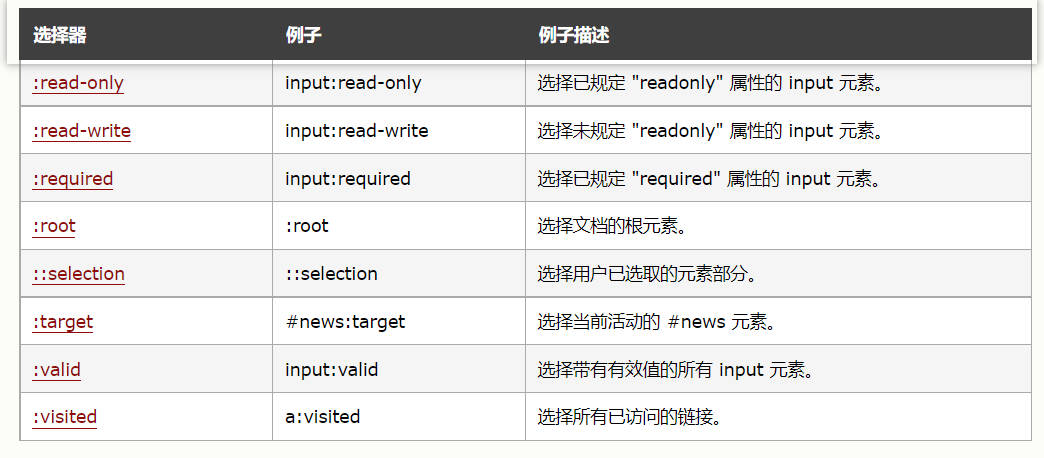 选择器 例子 例子描述
:read-only input:read-only 选择已规定 "readonly" 属性的 input 元素。
:read-write input:read-write 选择未规定 "readonly" 属性的 input 元素。
:required input:required 选择已规定 "required" 属性的 input 元素。
:root :root 选择文档的根元素。
::selection ::selection 选择用户已选取的元素部分。
:target #news:target 选择当前活动的 #news 元素。
:valid input:valid 选择带有有效值的所有 input 元素。
:visited a:visited 选择所有已访问的链接。